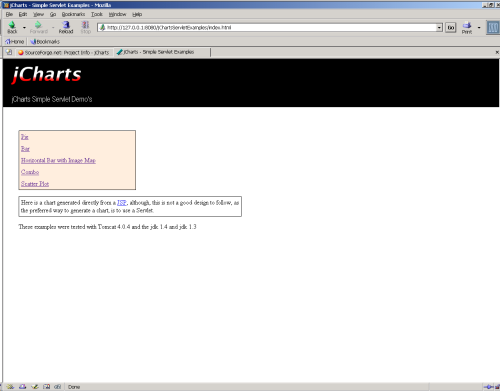 jCharts - Simple Servlet Examples - Mozilla
File Edit View Go Bookmarks Tools Window Help
Back Forward Reload Stop http://127.0.0.1:8080/jChartsServletExamples/index.html Go Print
Home Bookmarks
SourceForge.net: Project Info - jCharts jCharts - Simple Servlet Examples
jCharts
jCharts Simple Servlet Demo's
Pie
Bar
Horizontal Bar with Image Map
Combo
Scatter Plot
Here is a chart generated directly from a JSP, although, this is not a good design to follow, as
the preferred way to generate a chart, is to use a Servlet.
These examples were tested with Tomcat 4.0.4 and the jdk 1.4 and jdk 1.3
Done